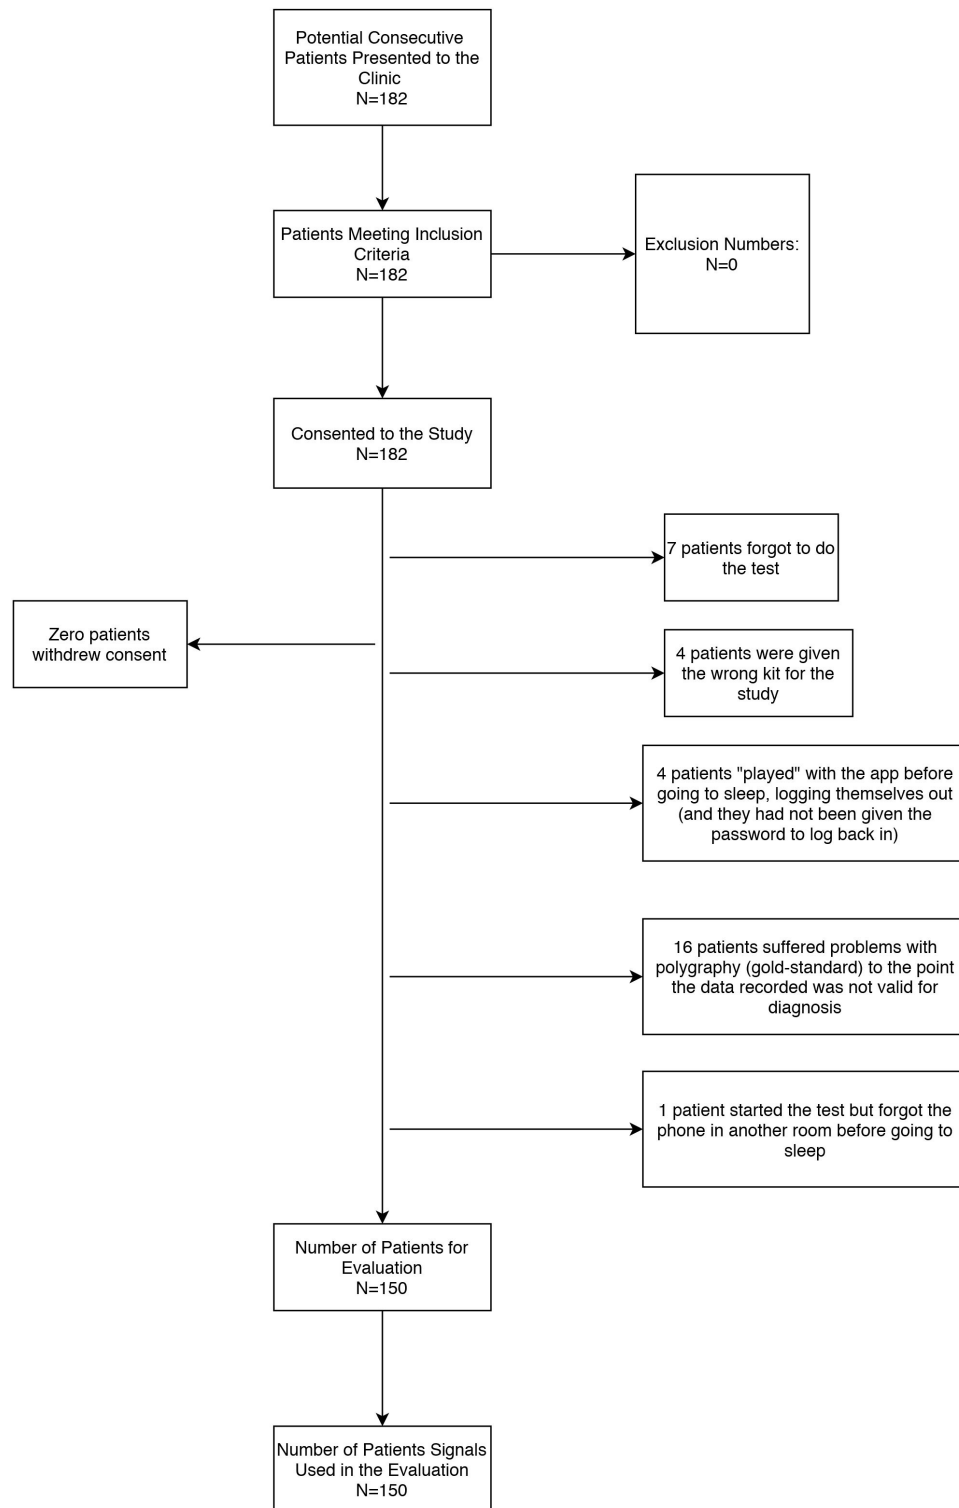 Potential Consecutive
Patients Presented to the
Clinic
N=182
Patients Meeting Inclusion
Criteria
N=182
Exclusion Numbers:
N=0
Consented to the Study
N=182
7 patients forgot to do
the test
Zero patients
withdrew consent
4 patients were given
the wrong kit for the
study
4 patients "played" with the app before
going to sleep, logging themselves out
(and they had not been given the
password to log back in)
16 patients suffered problems with
polygraphy (gold-standard) to the point
the data recorded was not valid for
diagnosis
1 patient started the test but forgot the
phone in another room before going to
sleep
Number of Patients for
Evaluation
N=150
Number of Patients Signals
Used in the Evaluation
N=150